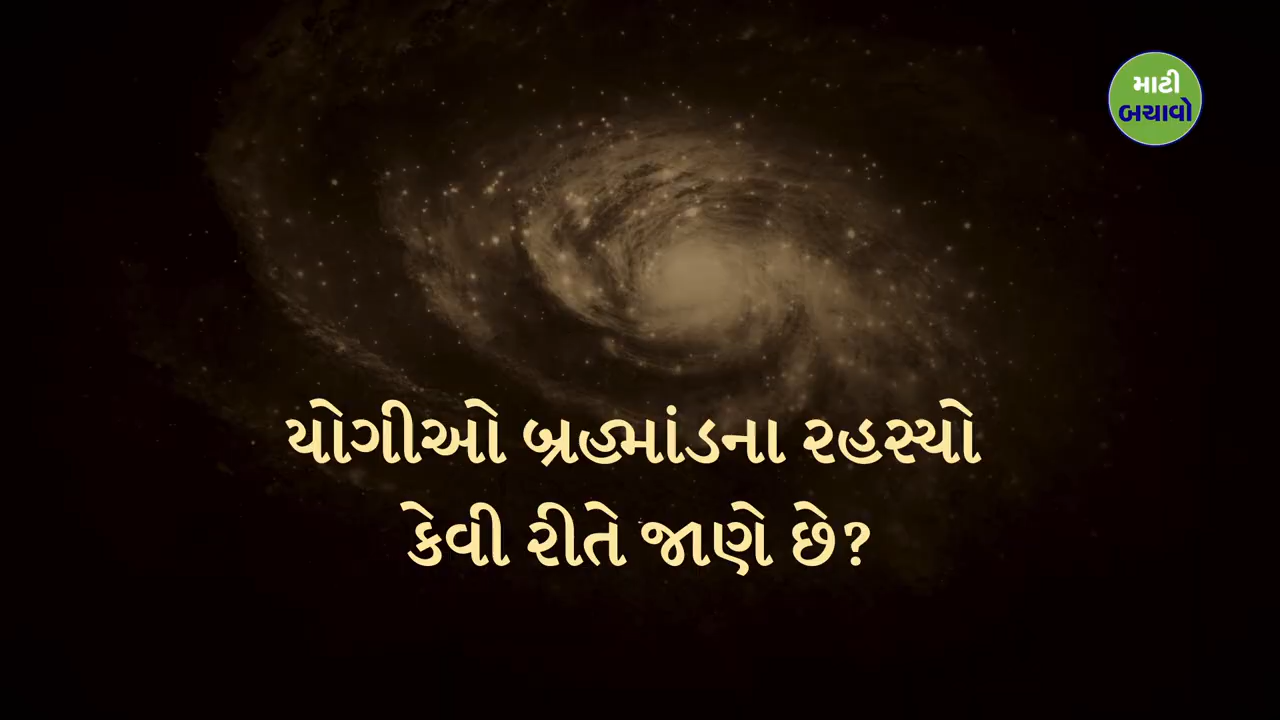 માટી
બચાવો
યોગીઓ બ્રહ્માંડના રહસ્યો
કેવી રીતે જાણે છે?